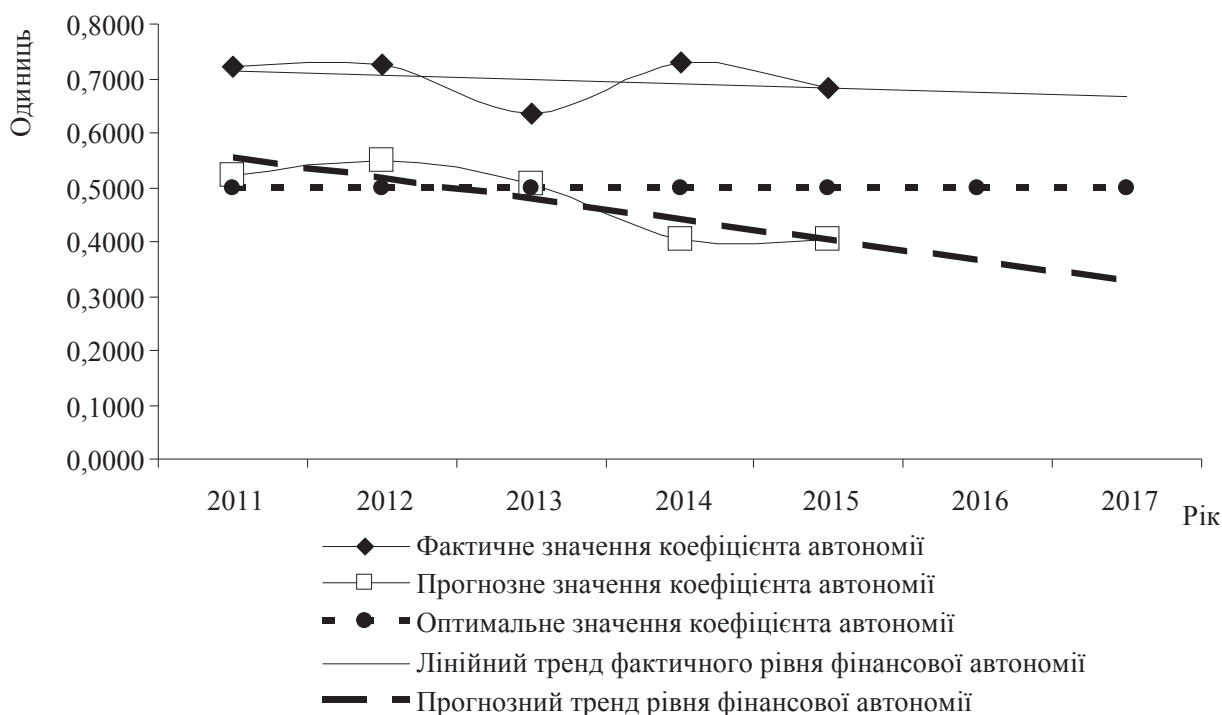 Одиниць
0,8000
0,7000
0,6000
0,5000
0,4000
0,3000
0,2000
0,1000
0,0000
2011 2012 2013 2014 2015 2016 2017
Рік
Фактичне значення коефіцієнта автономії
Прогнозне значення коефіцієнта автономії
Оптимальне значення коефіцієнта автономії
Лінійний тренд фактичного рівня фінансової автономії
Прогнозний тренд рівня фінансової автономії